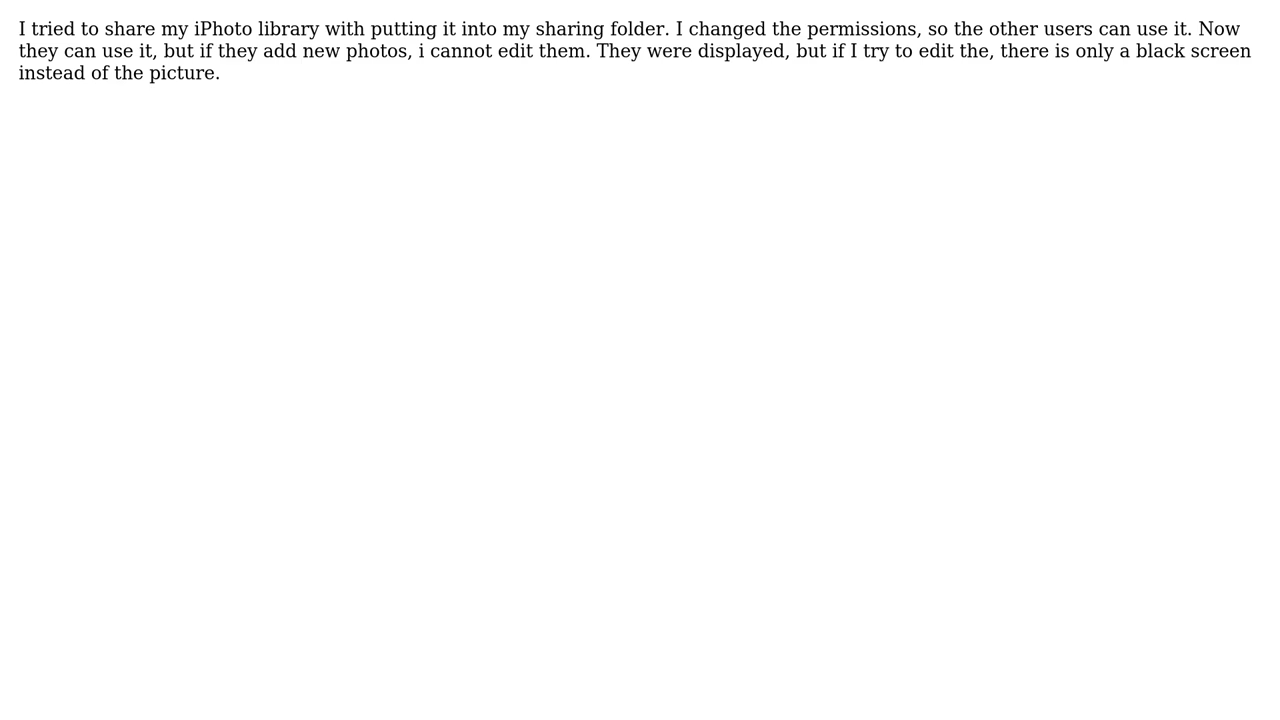 I tried to share my iPhoto library with putting it into my sharing folder. I changed the permissions, so the other users can use it. Now
they can use it, but if they add new photos, i cannot edit them. They were displayed, but if I try to edit the, there is only a black screen
instead of the picture.